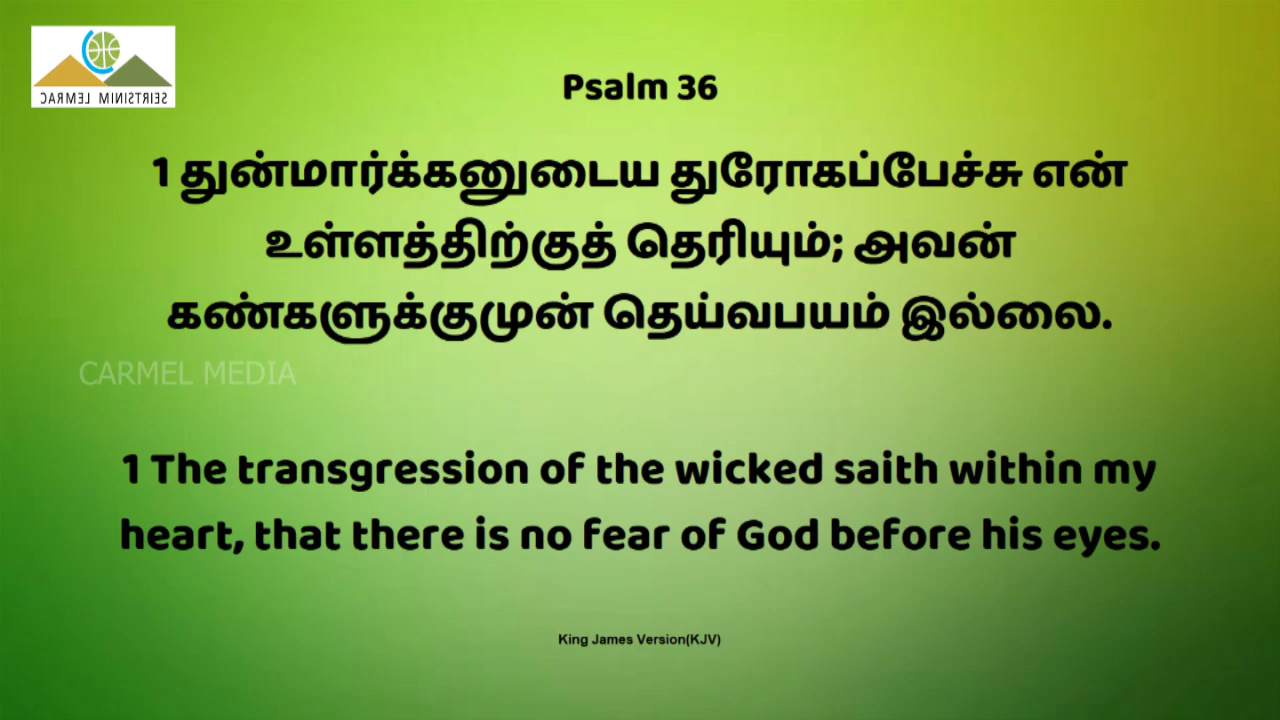 CARMEL MINISTRIES
Psalm 36
1 துன்மார்க்கனுடைய துரோகப்பேச்சு என்
உள்ளத்திற்குத் தெரியும்; அவன்
கண்களுக்குமுன் தெய்வபயம் இல்லை.
CARMEL MEDIA
1 The transgression of the wicked saith within my
heart, that there is no fear of God before his eyes.
King James Version(KJV)